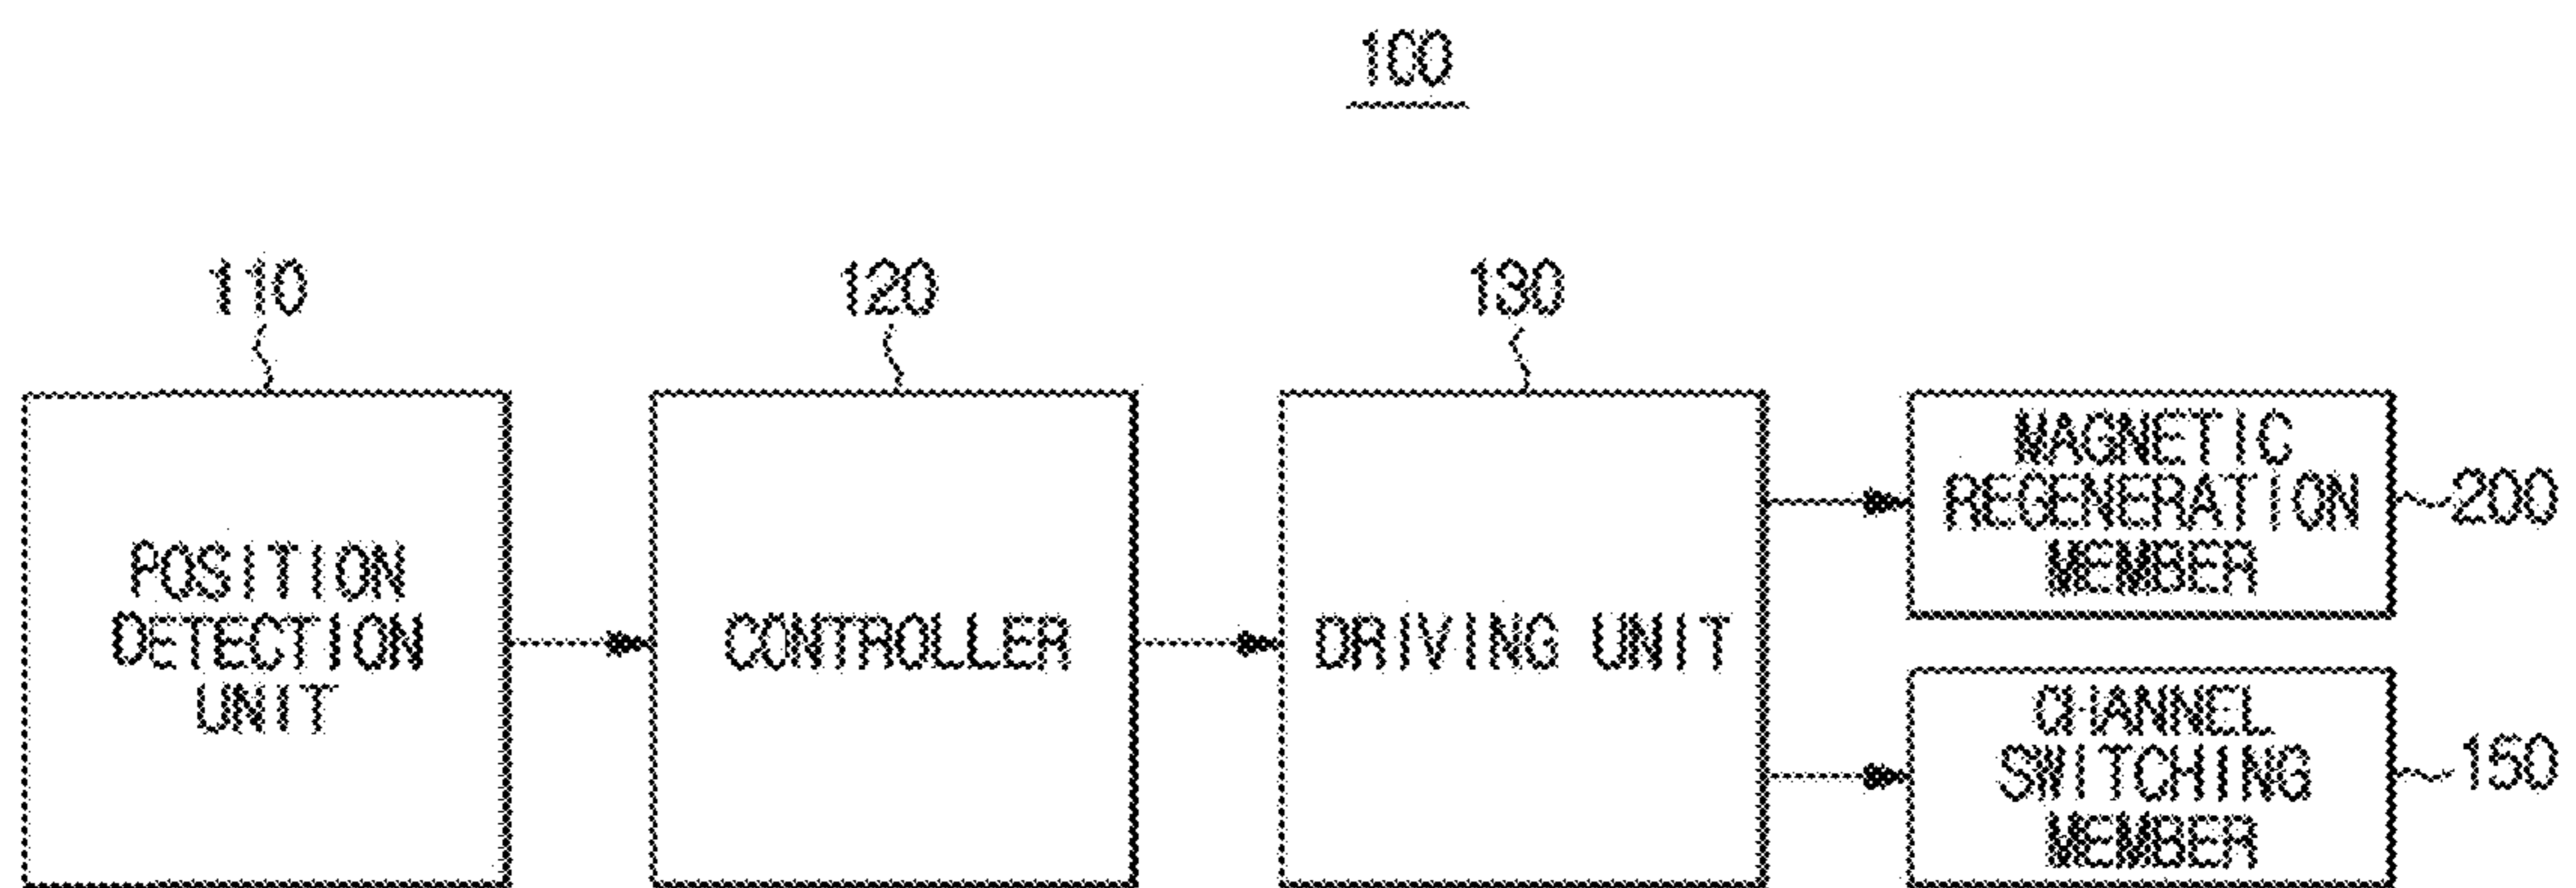 100
110
120
130
POSITION
DETECTION
UNIT
CONTROLLER
DRIVING UNIT
MAGNETIC
REGENERATION
MEMBER
200
CHANNEL
SWITCHING
MEMBER
150